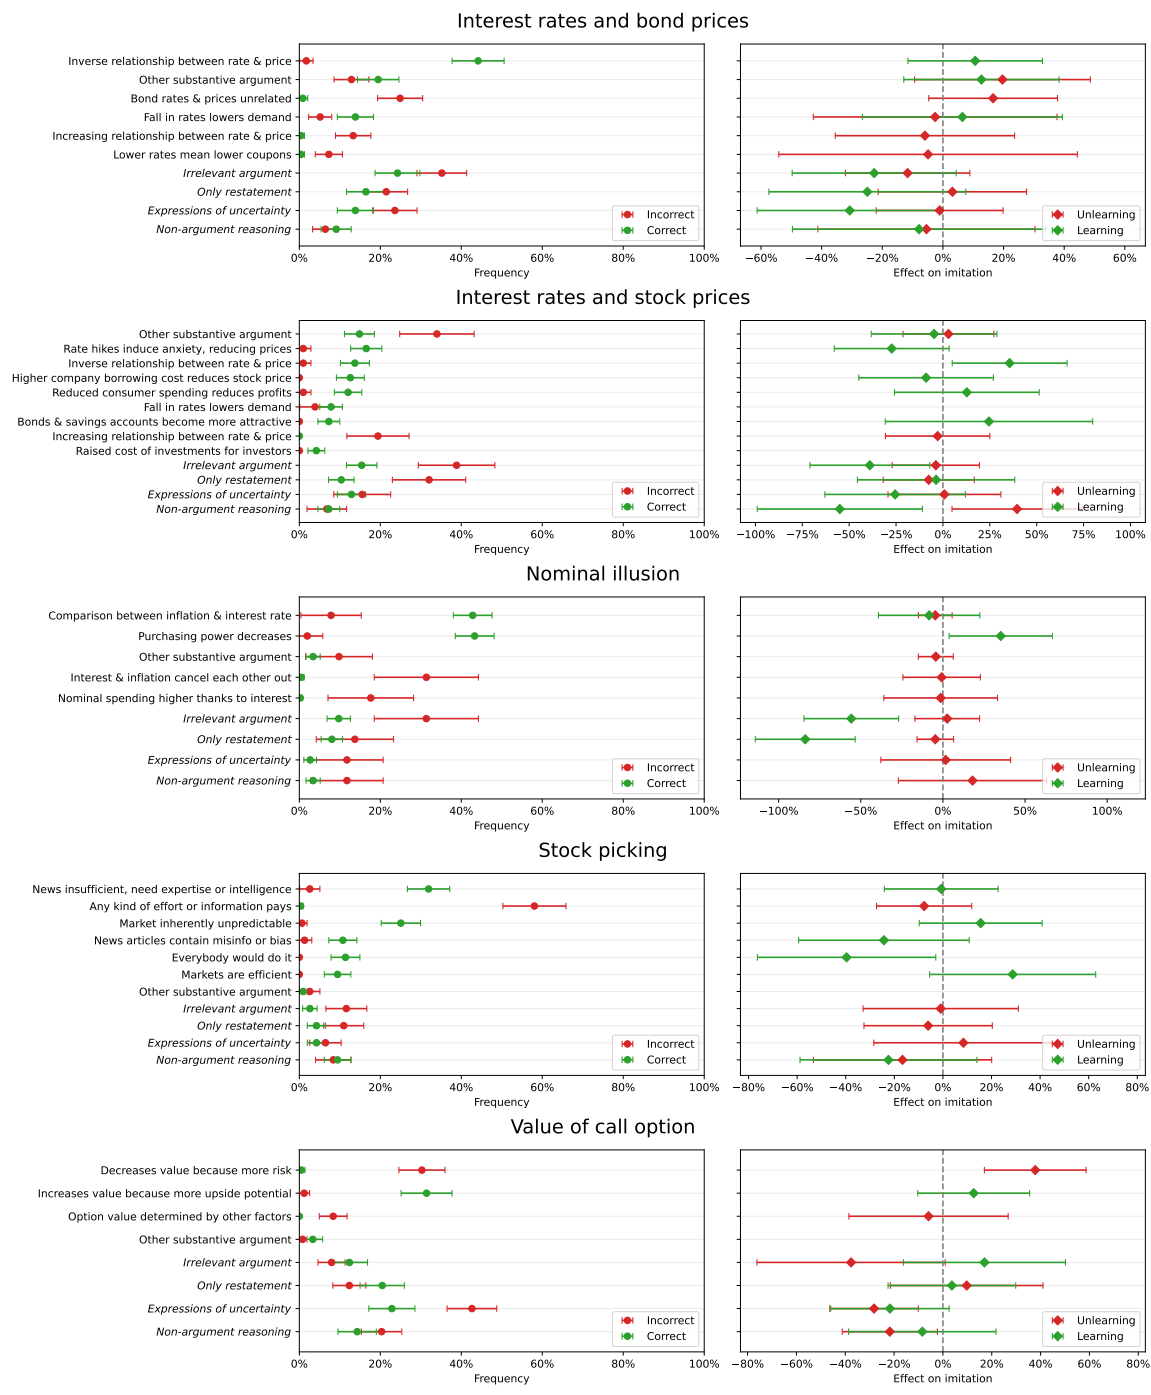 Interest rates and bond prices
Inverse relationship between rate & price
Other substantive argument
Bond rates & prices unrelated
Fall in rates lowers demand
Increasing relationship between rate & price
Lower rates mean lower coupons
Irrelevant argument
Only restatement
Expressions of uncertainty
Non-argument reasoning
Incorrect
Correct
0% 20% 40% 60% 80% 100%
Frequency
Unlearning
Learning
−60% −40% −20% 0% 20% 40% 60%
Effect on imitation
Interest rates and stock prices
Other substantive argument
Rate hikes induce anxiety, reducing prices
Inverse relationship between rate & price
Higher company borrowing cost reduces stock price
Reduced consumer spending reduces profits
Fall in rates lowers demand
Bonds & savings accounts become more attractive
Increasing relationship between rate & price
Raised cost of investments for investors
Irrelevant argument
Only restatement
Expressions of uncertainty
Non-argument reasoning
Incorrect
Correct
0% 20% 40% 60% 80% 100%
Frequency
Unlearning
Learning
−100% −75% −50% −25% 0% 25% 50% 75% 100%
Effect on imitation
Nominal illusion
Comparison between inflation & interest rate
Purchasing power decreases
Other substantive argument
Interest & inflation cancel each other out
Nominal spending higher thanks to interest
Irrelevant argument
Only restatement
Expressions of uncertainty
Non-argument reasoning
Incorrect
Correct
0% 20% 40% 60% 80% 100%
Frequency
Unlearning
Learning
−100% −50% 0% 50% 100%
Effect on imitation
Stock picking
News insufficient, need expertise or intelligence
Any kind of effort or information pays
Market inherently unpredictable
News articles contain misinfo or bias
Everybody would do it
Markets are efficient
Other substantive argument
Irrelevant argument
Only restatement
Expressions of uncertainty
Non-argument reasoning
Incorrect
Correct
0% 20% 40% 60% 80% 100%
Frequency
Unlearning
Learning
−80% −60% −40% −20% 0% 20% 40% 60% 80%
Effect on imitation
Value of call option
Decreases value because more risk
Increases value because more upside potential
Option value determined by other factors
Other substantive argument
Irrelevant argument
Only restatement
Expressions of uncertainty
Non-argument reasoning
Incorrect
Correct
0% 20% 40% 60% 80% 100%
Frequency
Unlearning
Learning
−80% −60% −40% −20% 0% 20% 40% 60% 80%
Effect on imitation